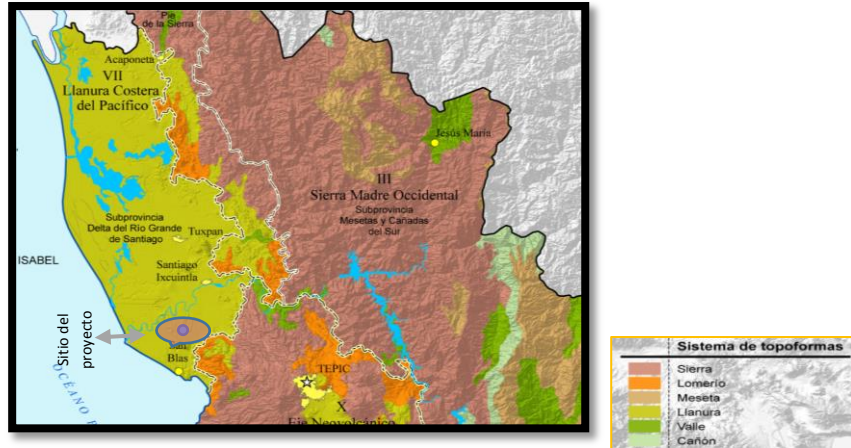 Pie
de la Sierra
Acaponeta
VII
Llanura Costera
del Pacífico
Jesús María
III
Sierra Madre Occidental
Subprovincia
Mesetas y Cañadas
del Sur
Subprovincia
Delta del Río Grande
de Santiago
Tuxpan
ISABEL
Santiago
Ixcuintla
Sitio del
proyecto
San
Blas
TEPIC
X
Eje Neovolcánico
OCÉANO
Sistema de topoformas
Sierra
Lomerío
Meseta
Llanura
Valle
Cañón